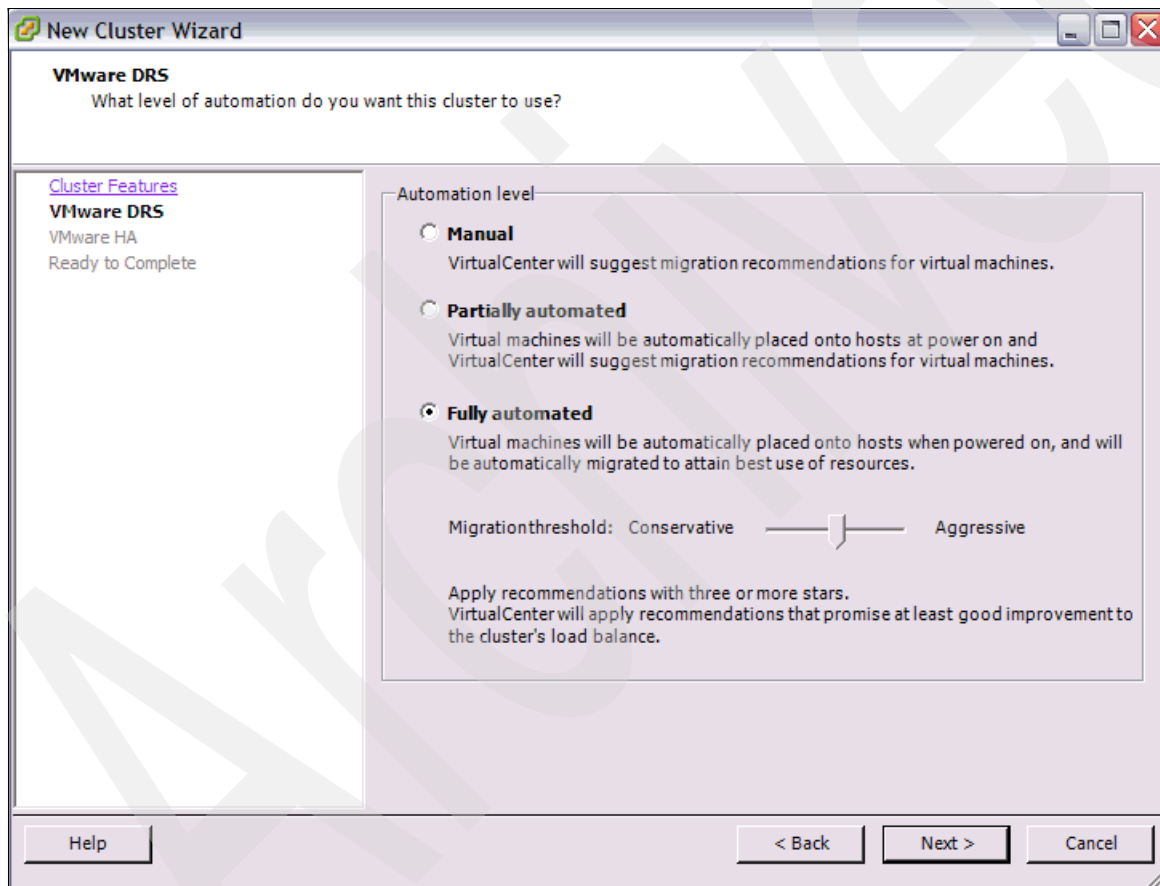 New Cluster Wizard
VMware DRS
What level of automation do you want this cluster to use?
Cluster Features
VMware DRS
VMware HA
Ready to Complete
Automation level
Manual
VirtualCenter will suggest migration recommendations for virtual machines.
Partially automated
Virtual machines will be automatically placed onto hosts at power on and
VirtualCenter will suggest migration recommendations for virtual machines.
Fully automated
Virtual machines will be automatically placed onto hosts when powered on, and will
be automatically migrated to attain best use of resources.
Migration threshold: Conservative Aggressive
Apply recommendations with three or more stars.
VirtualCenter will apply recommendations that promise at least good improvement to
the cluster's load balance.
Help
< Back
Next >
Cancel
Archive